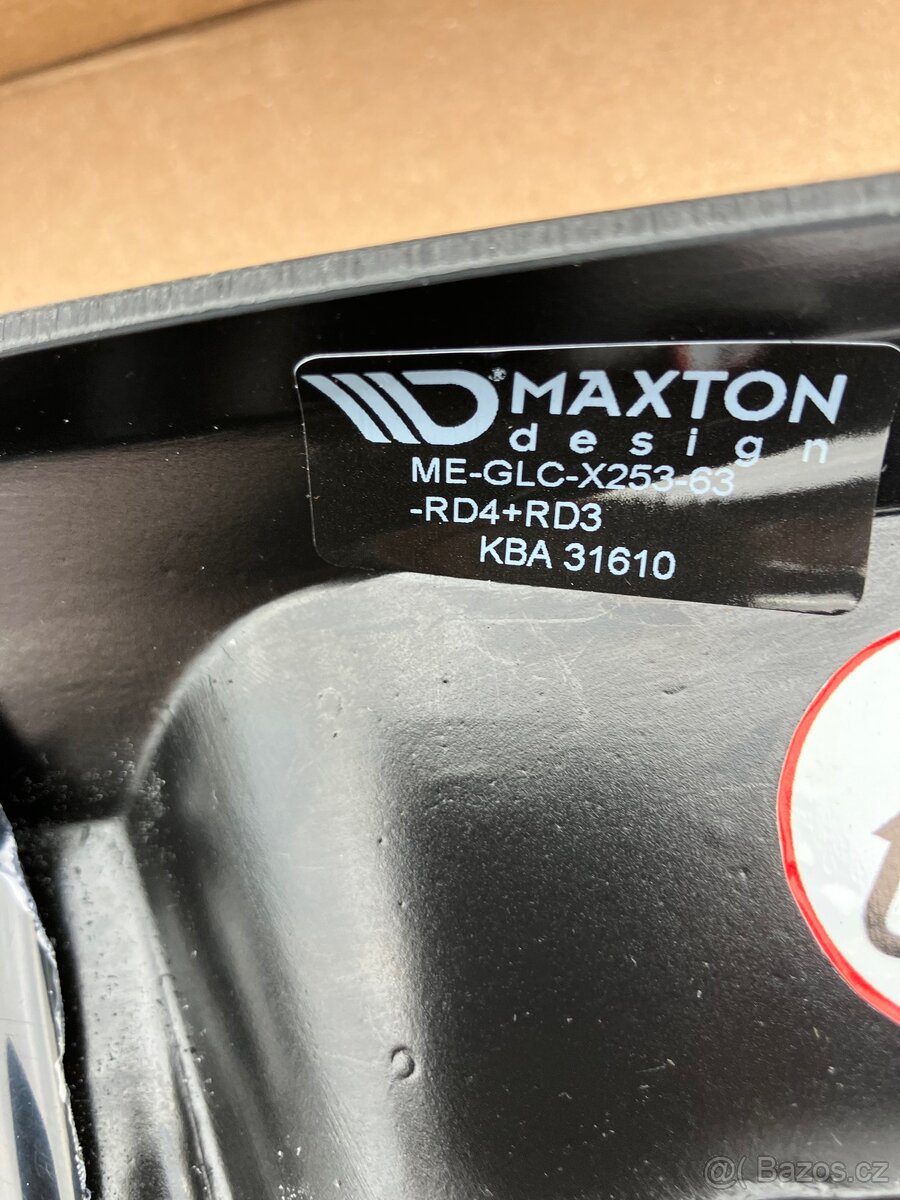 MAXTON
design
ME-GLC-X253-63
-RD4+RD3
KBA 31610
@( Bazos.cz